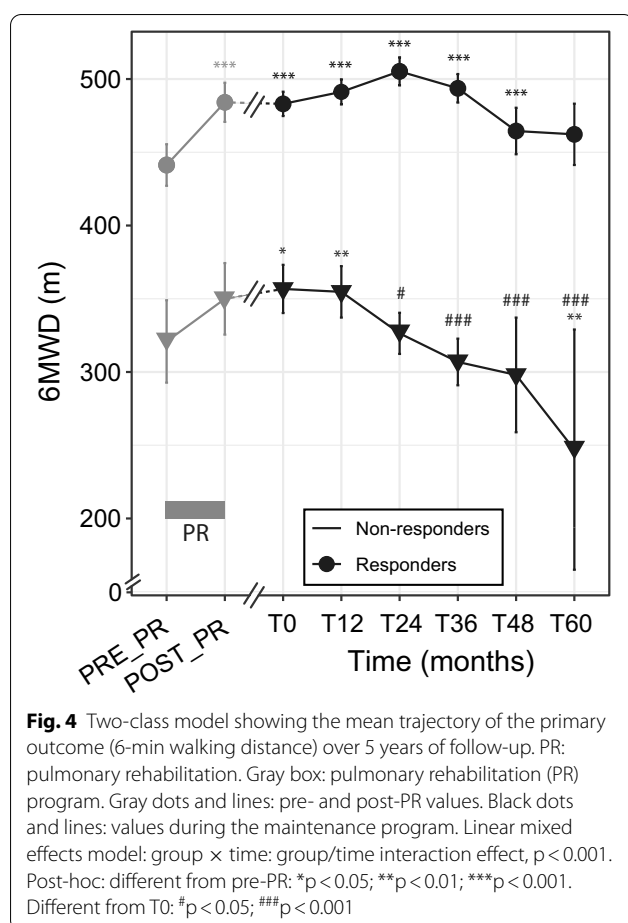 ***
***
***
***
***
***
500
400
300
200
0
6MWD (m)
*
**
#
###
###
###
**
PR
Non-responders
Responders
PRE_PR
POST_PR
T0 T12 T24 T36 T48 T60
Time (months)
Fig. 4 Two-class model showing the mean trajectory of the primary
outcome (6-min walking distance) over 5 years of follow-up. PR:
pulmonary rehabilitation. Gray box: pulmonary rehabilitation (PR)
program. Gray dots and lines: pre- and post-PR values. Black dots
and lines: values during the maintenance program. Linear mixed
effects model: group × time: group/time interaction effect, p < 0.001.
Post-hoc: different from pre-PR: *p < 0.05; **p < 0.01; ***p < 0.001.
Different from T0: #p < 0.05; ###p < 0.001